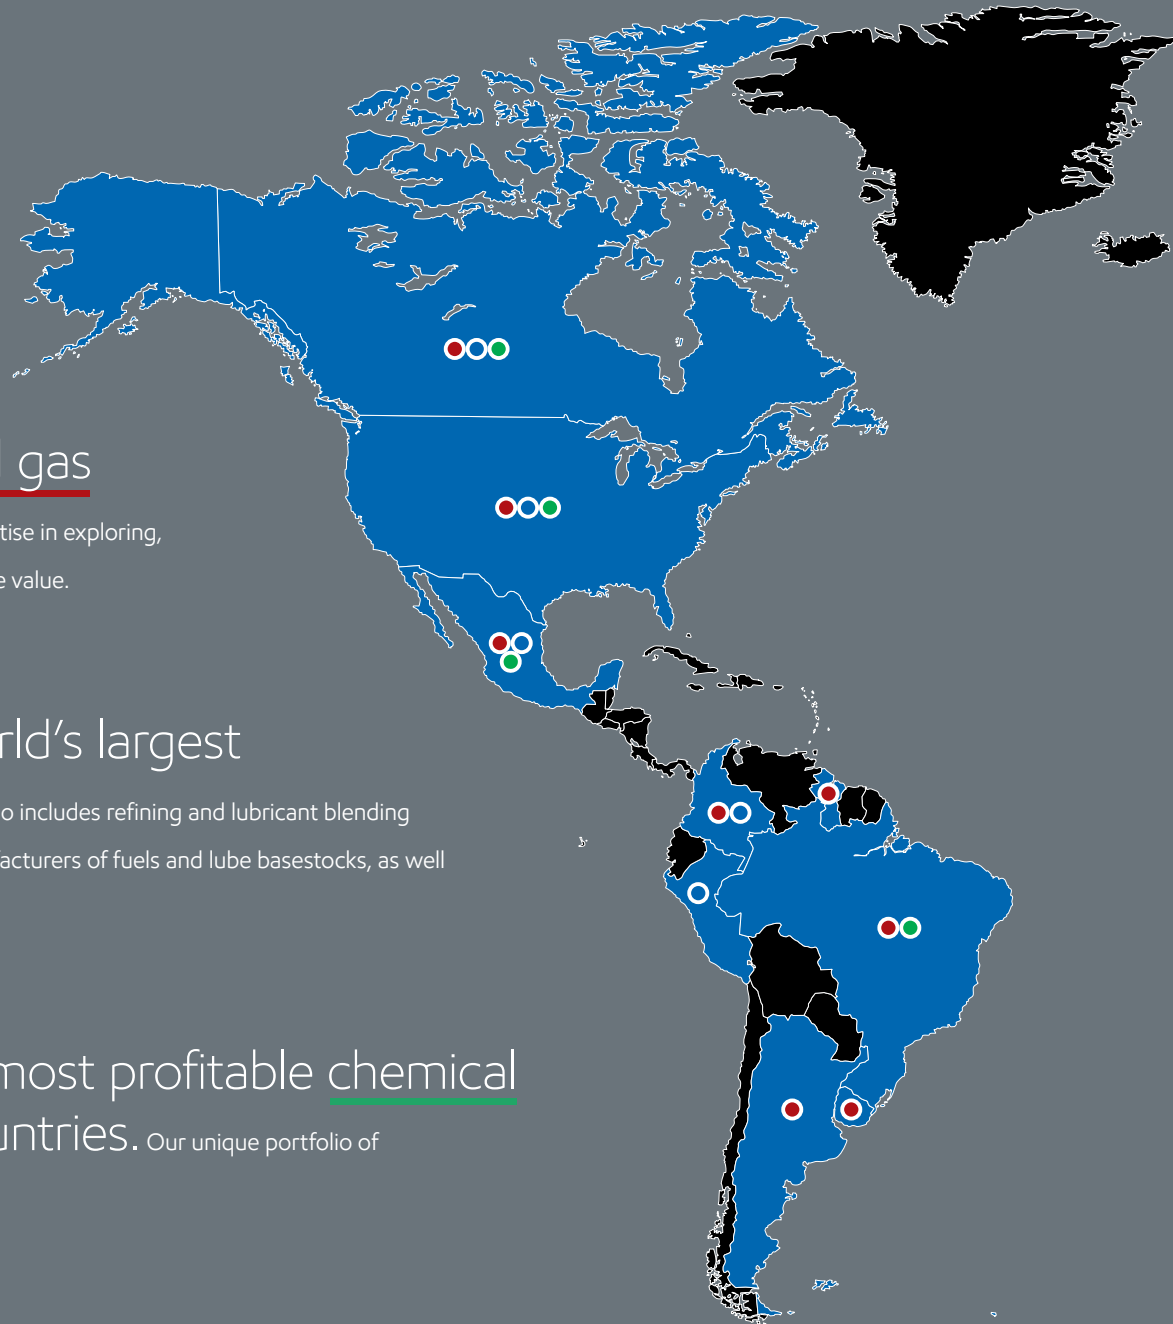 gas
tise in exploring,
e value.
rld's largest
o includes refining and lubricant blending
acturers of fuels and lube basestocks, as well
most profitable chemical
untries. Our unique portfolio of